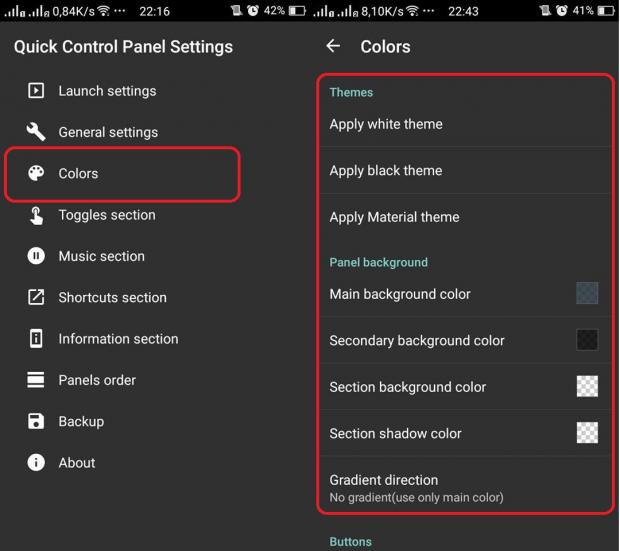 0,84K/s ··· 22:16 42%
Quick Control Panel Settings
Launch settings
General settings
Colors
Toggles section
Music section
Shortcuts section
Information section
Panels order
Backup
About
8,10K/s ··· 22:43 41%
Colors
Themes
Apply white theme
Apply black theme
Apply Material theme
Panel background
Main background color
Secondary background color
Section background color
Section shadow color
Gradient direction
No gradient(use only main color)
Buttons